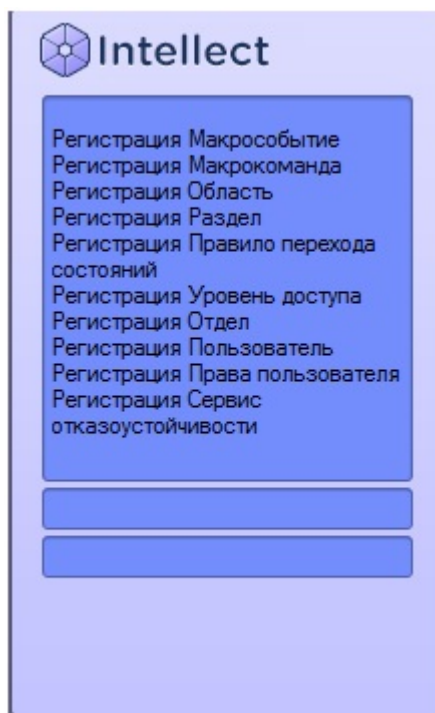 Intellect
Регистрация Макрособытие
Регистрация Макрокоманда
Регистрация Область
Регистрация Раздел
Регистрация Правило перехода
состояний
Регистрация Уровень доступа
Регистрация Отдел
Регистрация Пользователь
Регистрация Права пользователя
Регистрация Сервис
отказоустойчивости